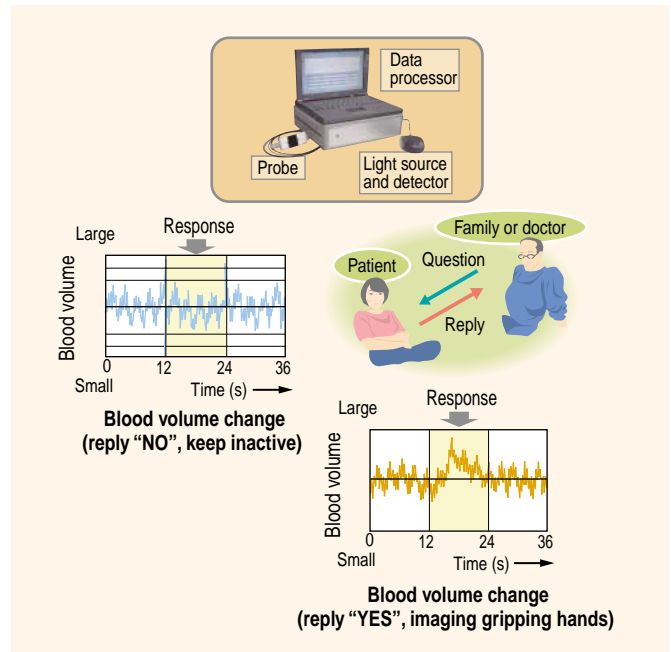 Data
processor
Probe
Light source
and detector
Large
Response
Blood volume
0
12
24
36
Small
Time (s)
Blood volume change
(reply “NO”, keep inactive)
Family or doctor
Patient
Question
Reply
Large
Response
Blood volume
0
12
24
36
Small
Time (s)
Blood volume change
(reply “YES”, imaging gripping hands)